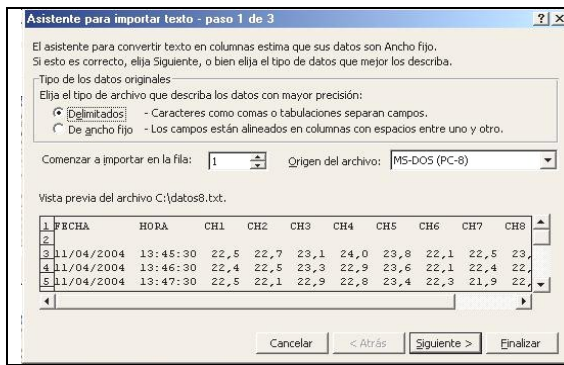 Asistente para importar texto - paso 1 de 3
El asistente para convertir texto en columnas estima que sus datos son Ancho fijo.
Si esto es correcto, elija Siguiente, o bien elija el tipo de datos que mejor los describa.
Tipo de los datos originales
Elija el tipo de archivo que describa los datos con mayor precisión:
Delimitados - Caracteres como comas o tabulaciones separan campos.
De ancho fijo - Los campos están alineados en columnas con espacios entre uno y otro.
Comenzar a importar en la fila: 1 Origen del archivo: MS-DOS (PC-8)
Vista previa del archivo C:\datos8.txt.
1 FECHA HORA CH1 CH2 CH3 CH4 CH5 CH6 CH7 CH8
2
3 11/04/2004 13:45:30 22,5 22,7 23,1 24,0 23,8 22,1 22,5 23,
4 11/04/2004 13:46:30 22,4 22,5 23,3 22,9 23,6 22,1 22,4 22,
5 11/04/2004 13:47:30 22,5 22,1 22,9 22,8 23,4 22,3 21,9 22,
Cancelar < Atrás Siguiente > Finalizar